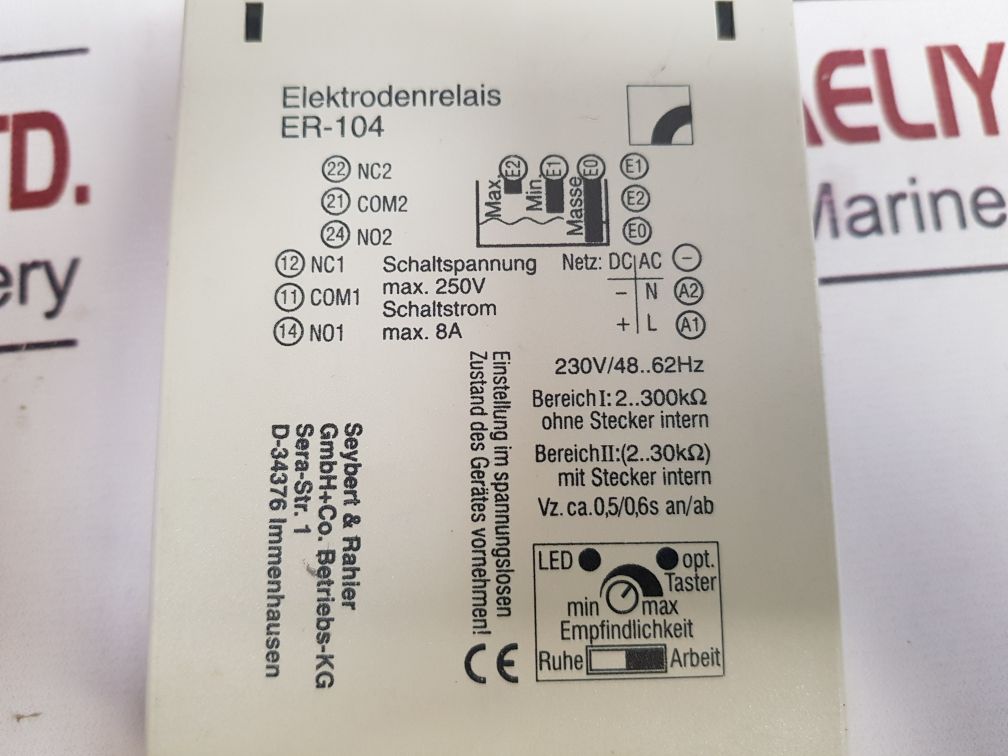 TD.
ery
AELIY
Marine
Elektrodenrelais
ER-104
22 NC2
21 COM2
24 NO2
12 NC1
11 COM1
14 NO1
Max E2
Min E1
Masse E0
E1
E2
E0
Schaltspannung
max. 250V
Schaltstrom
max. 8A
Netz: DC AC −
− N A2
+ L A1
230V/48..62Hz
Bereich I: 2..300kΩ
ohne Stecker intern
Bereich II:(2..30kΩ)
mit Stecker intern
Vz. ca.0,5/0,6s an/ab
Einstellung im spannungslosen
Zustand des Gerätes vornehmen!
Seybert & Rahier
GmbH+Co. Betriebs-KG
Sera-Str. 1
D-34376 Immenhausen
CE
LED opt.
Taster
min max
Empfindlichkeit
Ruhe Arbeit